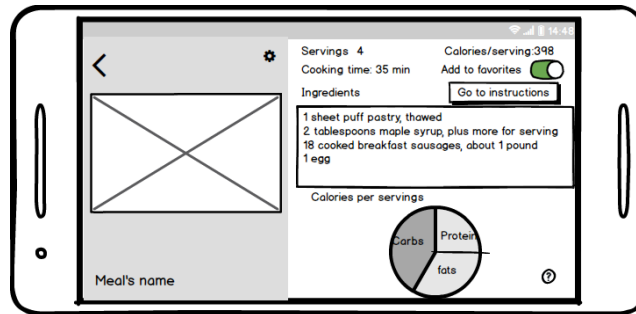 14:48
Meal's name
Servings 4
Calories/serving:398
Cooking time: 35 min
Add to favorites
Ingredients
Go to instructions
1 sheet puff pastry, thawed
2 tablespoons maple syrup, plus more for serving
18 cooked breakfast sausages, about 1 pound
1 egg
Calories per servings
Carbs
Protein
fats
?